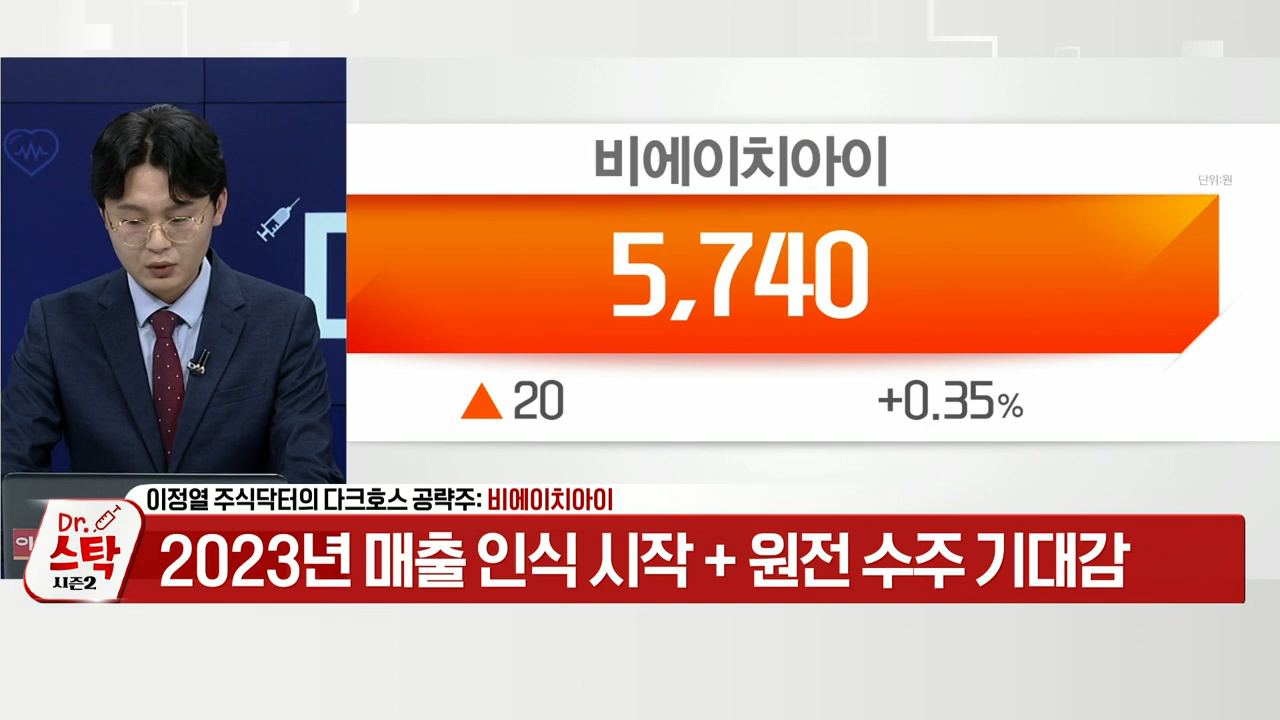 비에이치아이
단위:원
5,740
▲ 20 +0.35%
이정열 주식닥터의 다크호스 공략주: 비에이치아이
Dr.
스탁
시즌2
2023년 매출 인식 시작 + 원전 수주 기대감